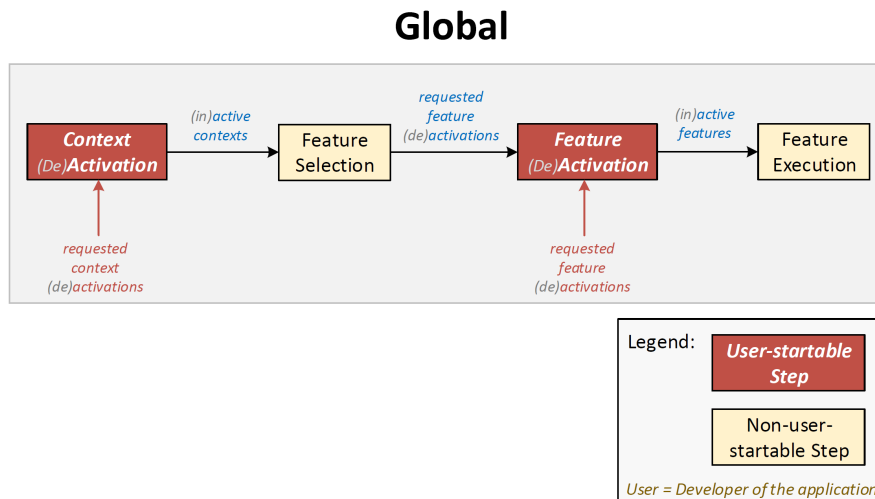 Global
Context
(De)Activation
(in)active
contexts
Feature
Selection
requested
feature
(de)activations
Feature
(De)Activation
(in)active
features
Feature
Execution
requested
context
(de)activations
requested
feature
(de)activations
Legend:
User-startable
Step
Non-user-
startable Step
User = Developer of the application